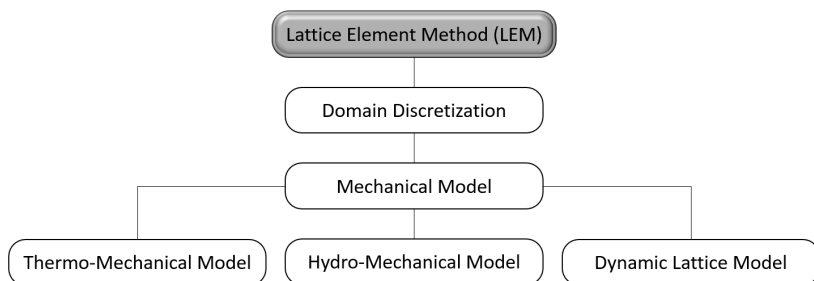 Lattice Element Method (LEM)
Domain Discretization
Mechanical Model
Thermo-Mechanical Model
Hydro-Mechanical Model
Dynamic Lattice Model